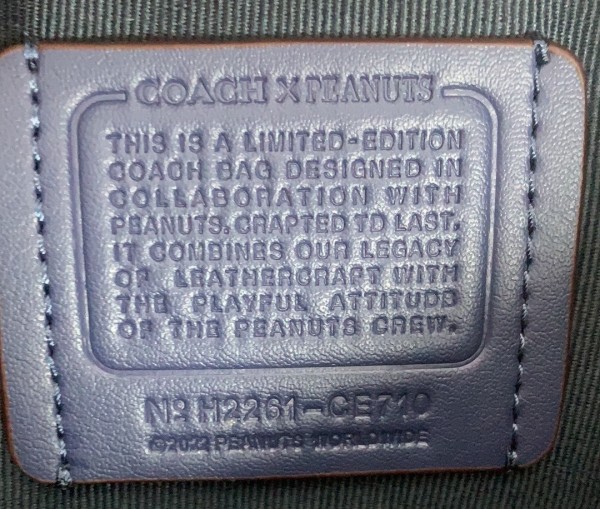 COACH X PEANUTS
THIS IS A LIMITED-EDITION
COACH BAG DESIGNED IN
COLLABORATION WITH
PEANUTS. CRAFTED TO LAST,
IT COMBINES OUR LEGACY
OF LEATHERCRAFT WITH
THE PLAYFUL ATTITUDE
OF THE PEANUTS CREW.
Nº H2261-CE710
©2022 PEANUTS WORLDWIDE